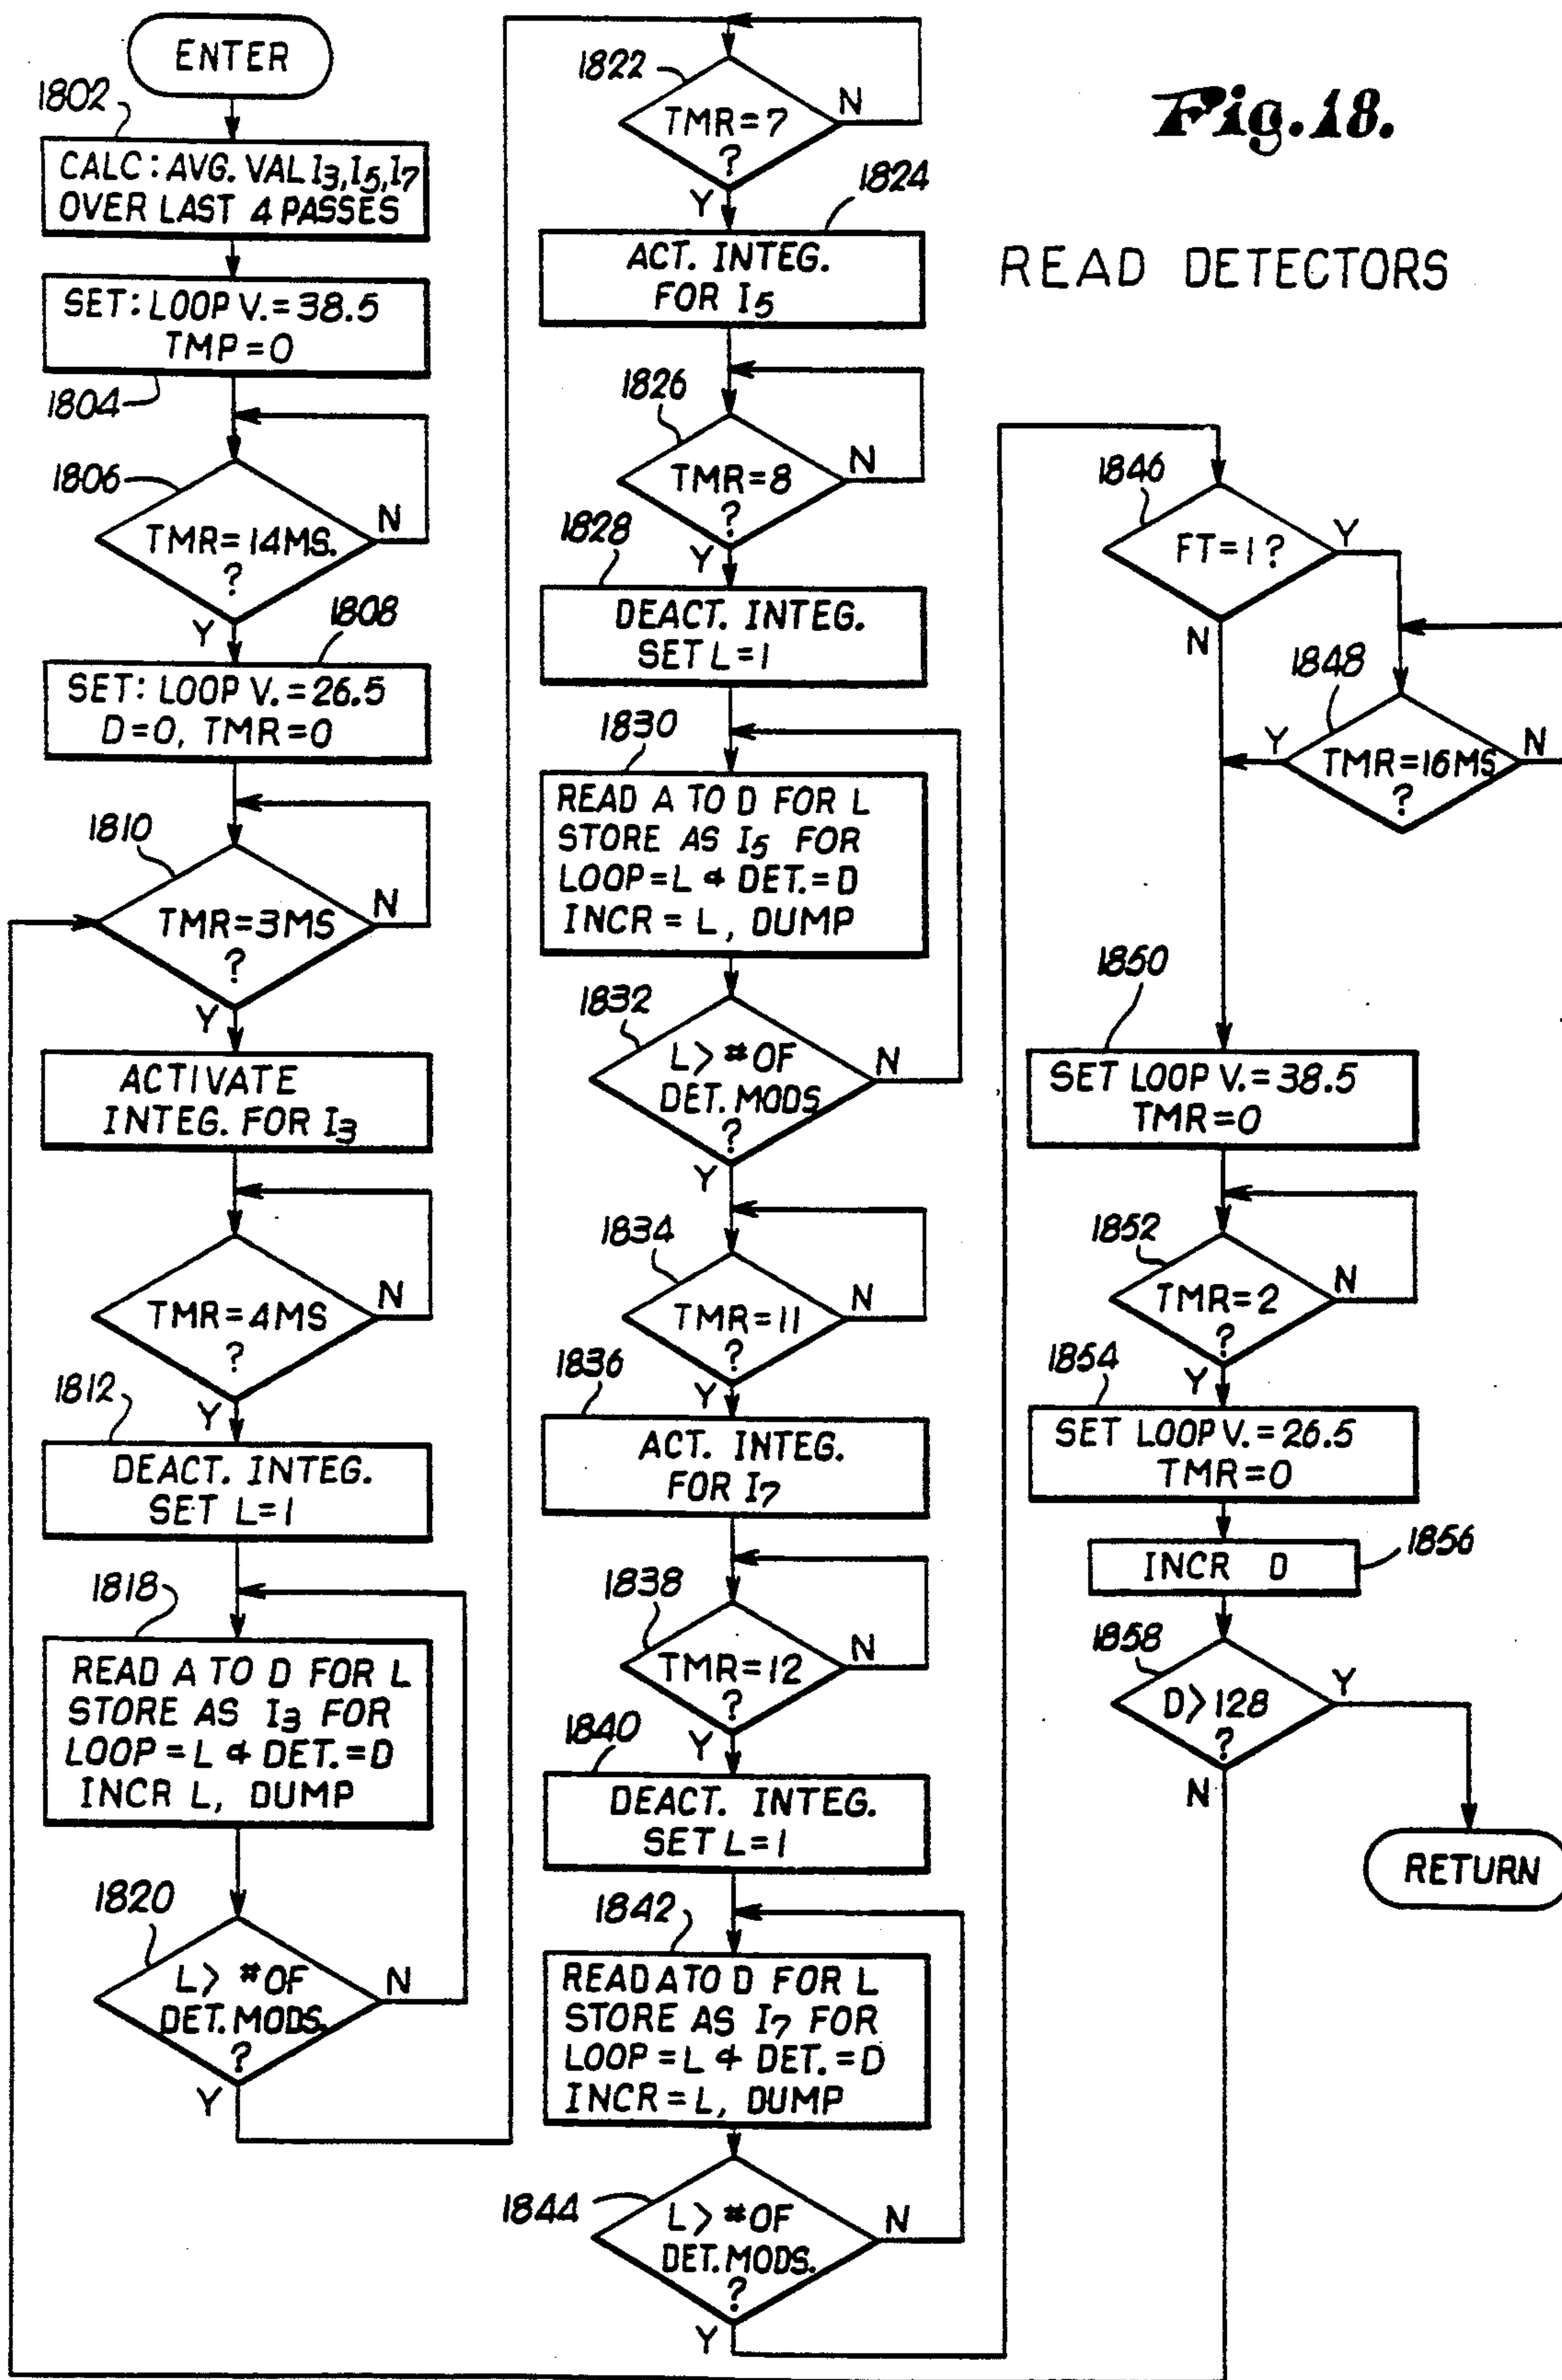 Fig. 18.
READ DETECTORS
ENTER
1802
CALC: AVG. VAL I3, I5, I7
OVER LAST 4 PASSES
SET: LOOP V. = 38.5
TMP = 0
1804
1806
TMR = 14MS.
?
N
Y
1808
SET: LOOP V. = 26.5
D=0, TMR=0
1810
TMR=3MS
?
N
Y
ACTIVATE
INTEG. FOR I3
TMR=4MS
?
N
Y
1812
DEACT. INTEG.
SET L=1
1818
READ A TO D FOR L
STORE AS I3 FOR
LOOP = L & DET. = D
INCR L, DUMP
1820
L> # OF
DET. MODS.
?
N
Y
1822
TMR=7
?
N
Y
1824
ACT. INTEG.
FOR I5
1826
TMR=8
?
N
Y
1828
DEACT. INTEG.
SET L=1
1830
READ A TO D FOR L
STORE AS I5 FOR
LOOP=L & DET.=D
INCR = L, DUMP
1832
L> # OF
DET. MODS
?
N
Y
1834
TMR=11
?
N
Y
1836
ACT. INTEG.
FOR I7
1838
TMR=12
?
N
Y
1840
DEACT. INTEG.
SET L=1
1842
READ A TO D FOR L
STORE AS I7 FOR
LOOP = L & DET. = D
INCR = L, DUMP
1844
L> # OF
DET. MODS.
?
N
Y
1846
FT=1?
Y
N
1848
TMR=16MS
?
Y
N
1850
SET LOOP V. = 38.5
TMR=0
1852
TMR=2
?
N
Y
1854
SET LOOP V. = 26.5
TMR=0
INCR D
1856
1858
D>128
?
Y
N
RETURN